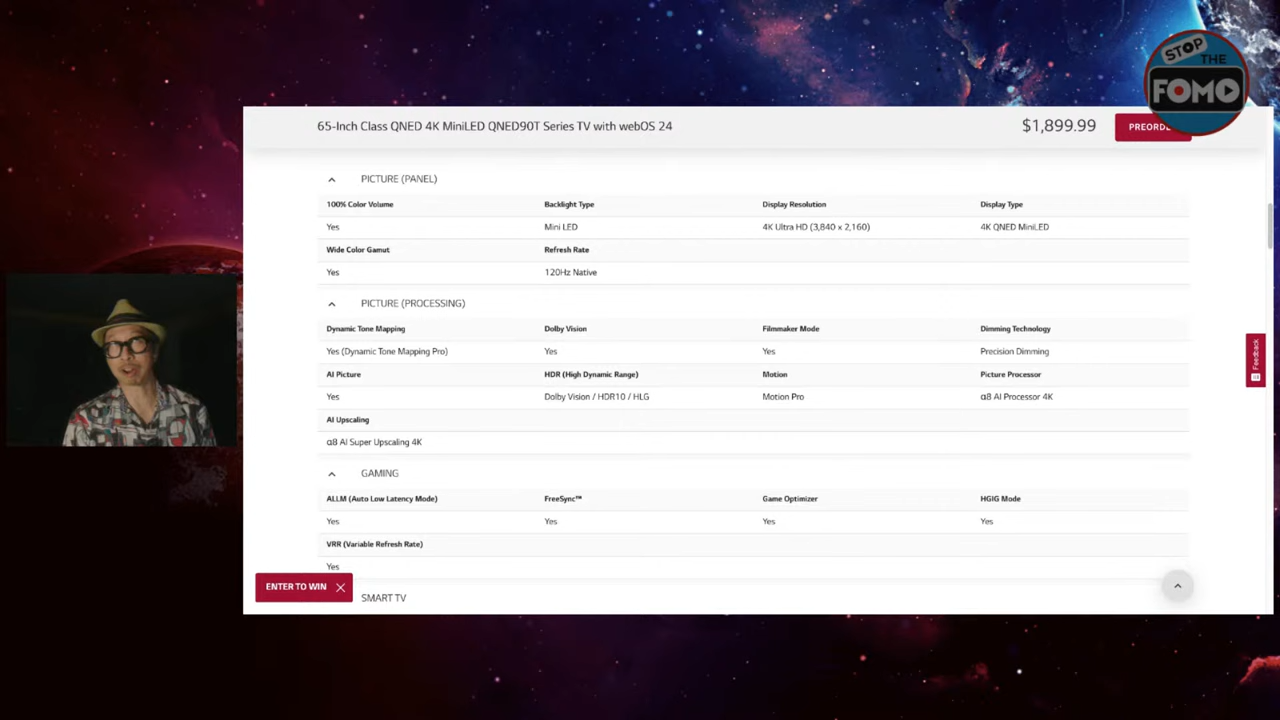 STOP
THE
FOMO
65-Inch Class QNED 4K MiniLED QNED90T Series TV with webOS 24
$1,899.99
PREORDE
PICTURE (PANEL)
100% Color Volume Backlight Type Display Resolution Display Type
Yes Mini LED 4K Ultra HD (3,840 x 2,160) 4K QNED MiniLED
Wide Color Gamut Refresh Rate
Yes 120Hz Native
PICTURE (PROCESSING)
Dynamic Tone Mapping Dolby Vision Filmmaker Mode Dimming Technology
Yes (Dynamic Tone Mapping Pro) Yes Yes Precision Dimming
AI Picture HDR (High Dynamic Range) Motion Picture Processor
Yes Dolby Vision / HDR10 / HLG Motion Pro α8 AI Processor 4K
AI Upscaling
α8 AI Super Upscaling 4K
GAMING
ALLM (Auto Low Latency Mode) FreeSync™ Game Optimizer HGIG Mode
Yes Yes Yes Yes
VRR (Variable Refresh Rate)
Yes
ENTER TO WIN
SMART TV
Feedback